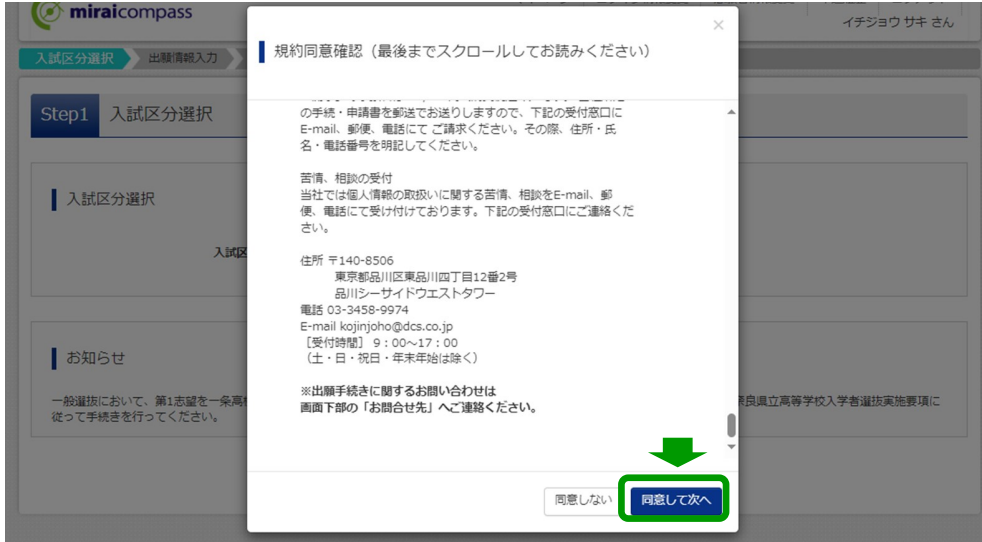 miraicompass
イチジョウ サキ さん
入試区分選択
出願情報入力
Step1 入試区分選択
入試区分選択
入試区
お知らせ
一般選抜において、第1志望を一条高
良県立高等学校入学者選抜実施要項に
従って手続きを行ってください。
×
規約同意確認（最後までスクロールしてお読みください）
の手続・申請書を郵送でお送りしますので、下記の受付窓口に
E-mail、郵便、電話にて ご請求ください。その際、住所・氏
名・電話番号を明記してください。
苦情、相談の受付
当社では個人情報の取扱いに関する苦情、相談をE-mail、郵
便、電話にて受け付けております。下記の受付窓口にご連絡くだ
さい。
住所 〒140-8506
東京都品川区東品川四丁目12番2号
品川シーサイドウエストタワー
電話 03-3458-9974
E-mail kojinjoho@dcs.co.jp
［受付時間］ 9：00～17：00
（土・日・祝日・年末年始は除く）
※出願手続きに関するお問い合わせは
画面下部の「お問合せ先」へご連絡ください。
同意しない
同意して次へ